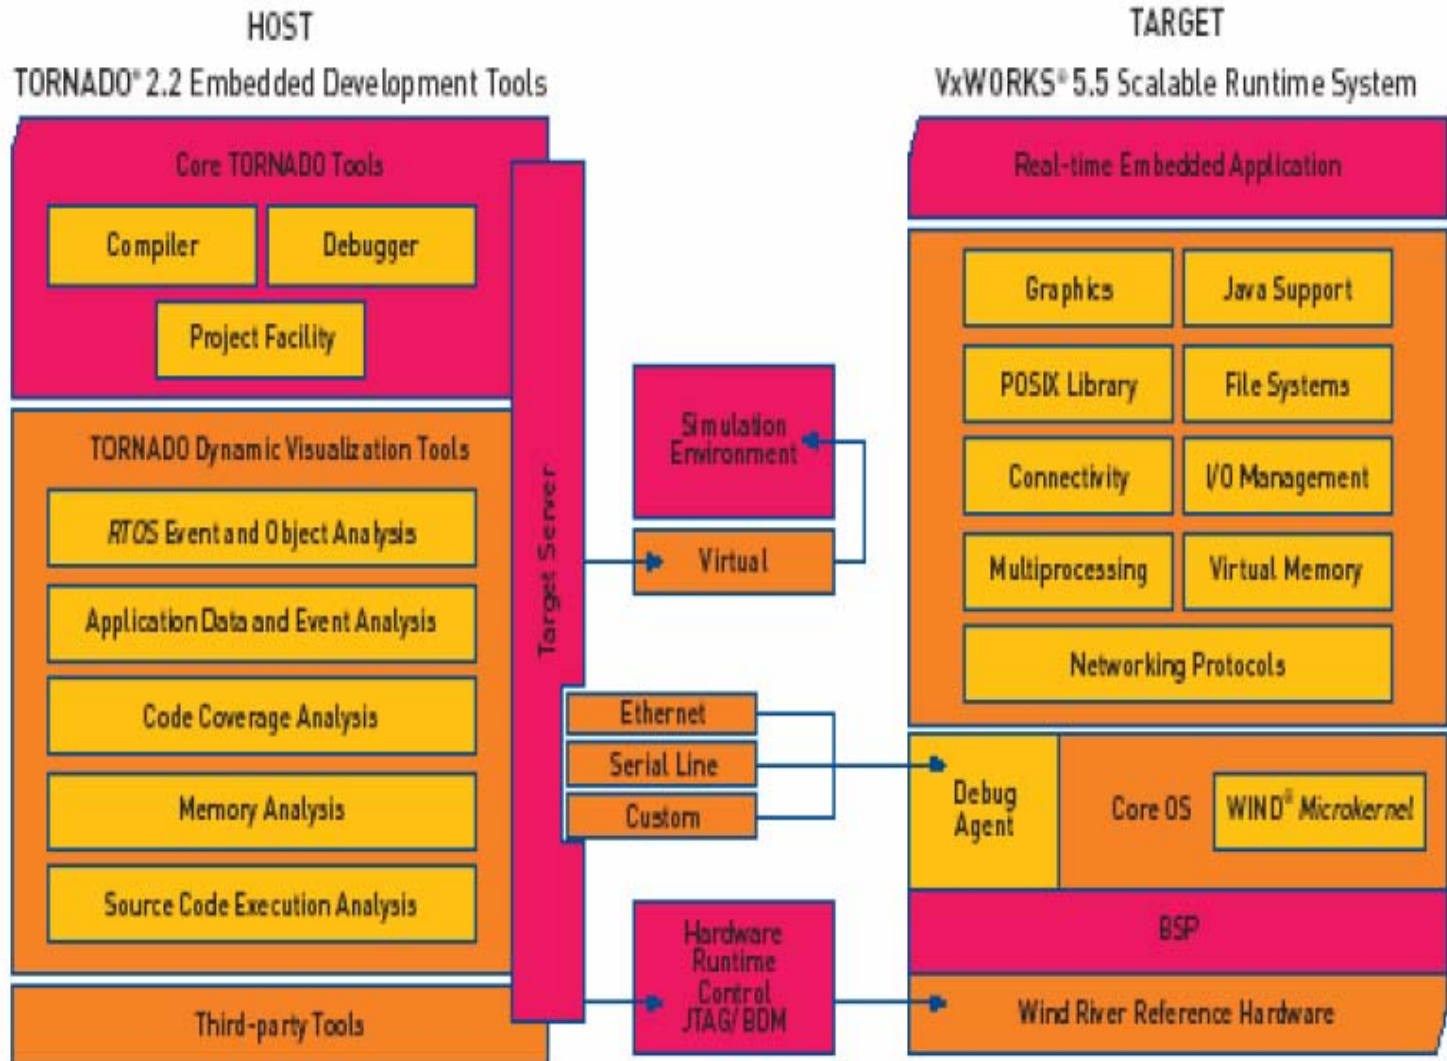 HOST
TORNADO® 2.2 Embedded Development Tools
Core TORNADO Tools
Compiler
Debugger
Project Facility
TORNADO Dynamic Visualization Tools
RTOS Event and Object Analysis
Application Data and Event Analysis
Code Coverage Analysis
Memory Analysis
Source Code Execution Analysis
Third-party Tools
Target Server
Simulation
Environment
Virtual
Ethernet
Serial Line
Custom
Hardware
Runtime
Control
JTAG/BDM
TARGET
VxWORKS® 5.5 Scalable Runtime System
Real-time Embedded Application
Graphics
Java Support
POSIX Library
File Systems
Connectivity
I/O Management
Multiprocessing
Virtual Memory
Networking Protocols
Debug
Agent
Core OS
WIND® Microkernel
BSP
Wind River Reference Hardware